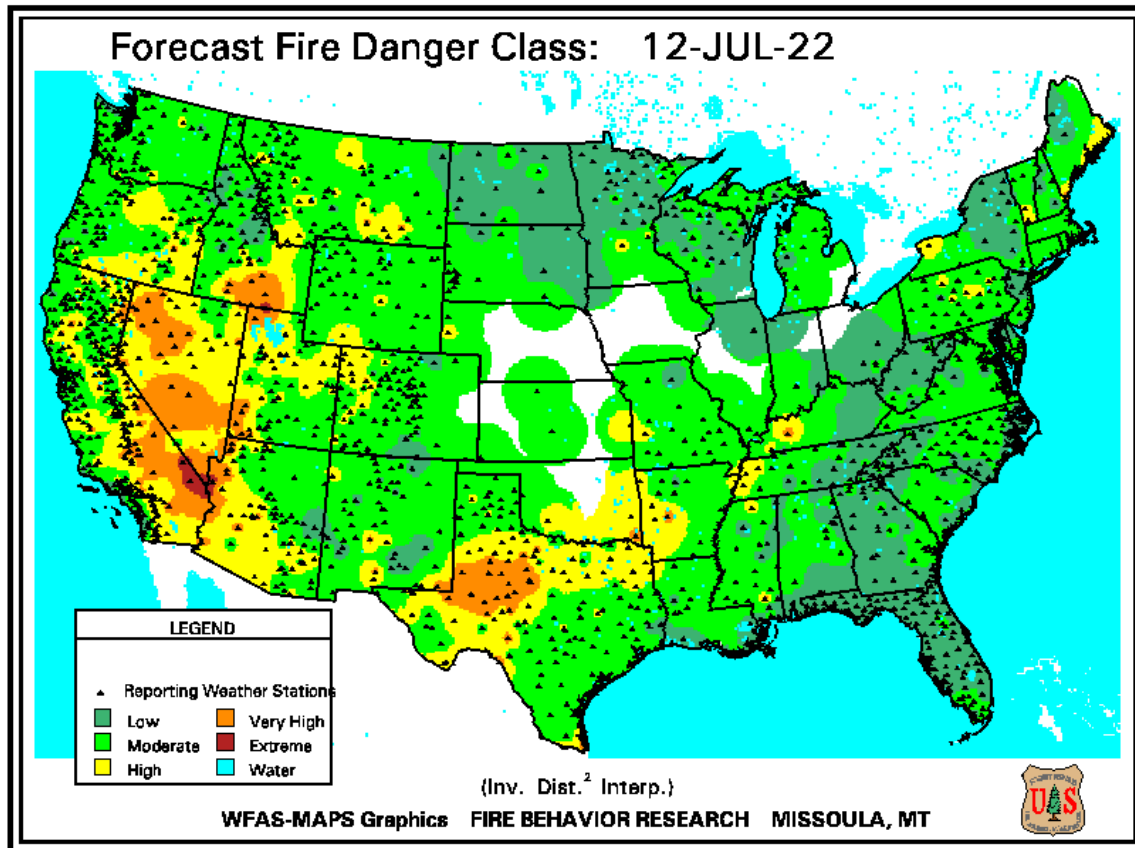 Forecast Fire Danger Class: 12-JUL-22
LEGEND
Reporting Weather Stations
Low
Very High
Moderate
Extreme
High
Water
(Inv. Dist.² Interp.)
WFAS-MAPS Graphics FIRE BEHAVIOR RESEARCH MISSOULA, MT
US